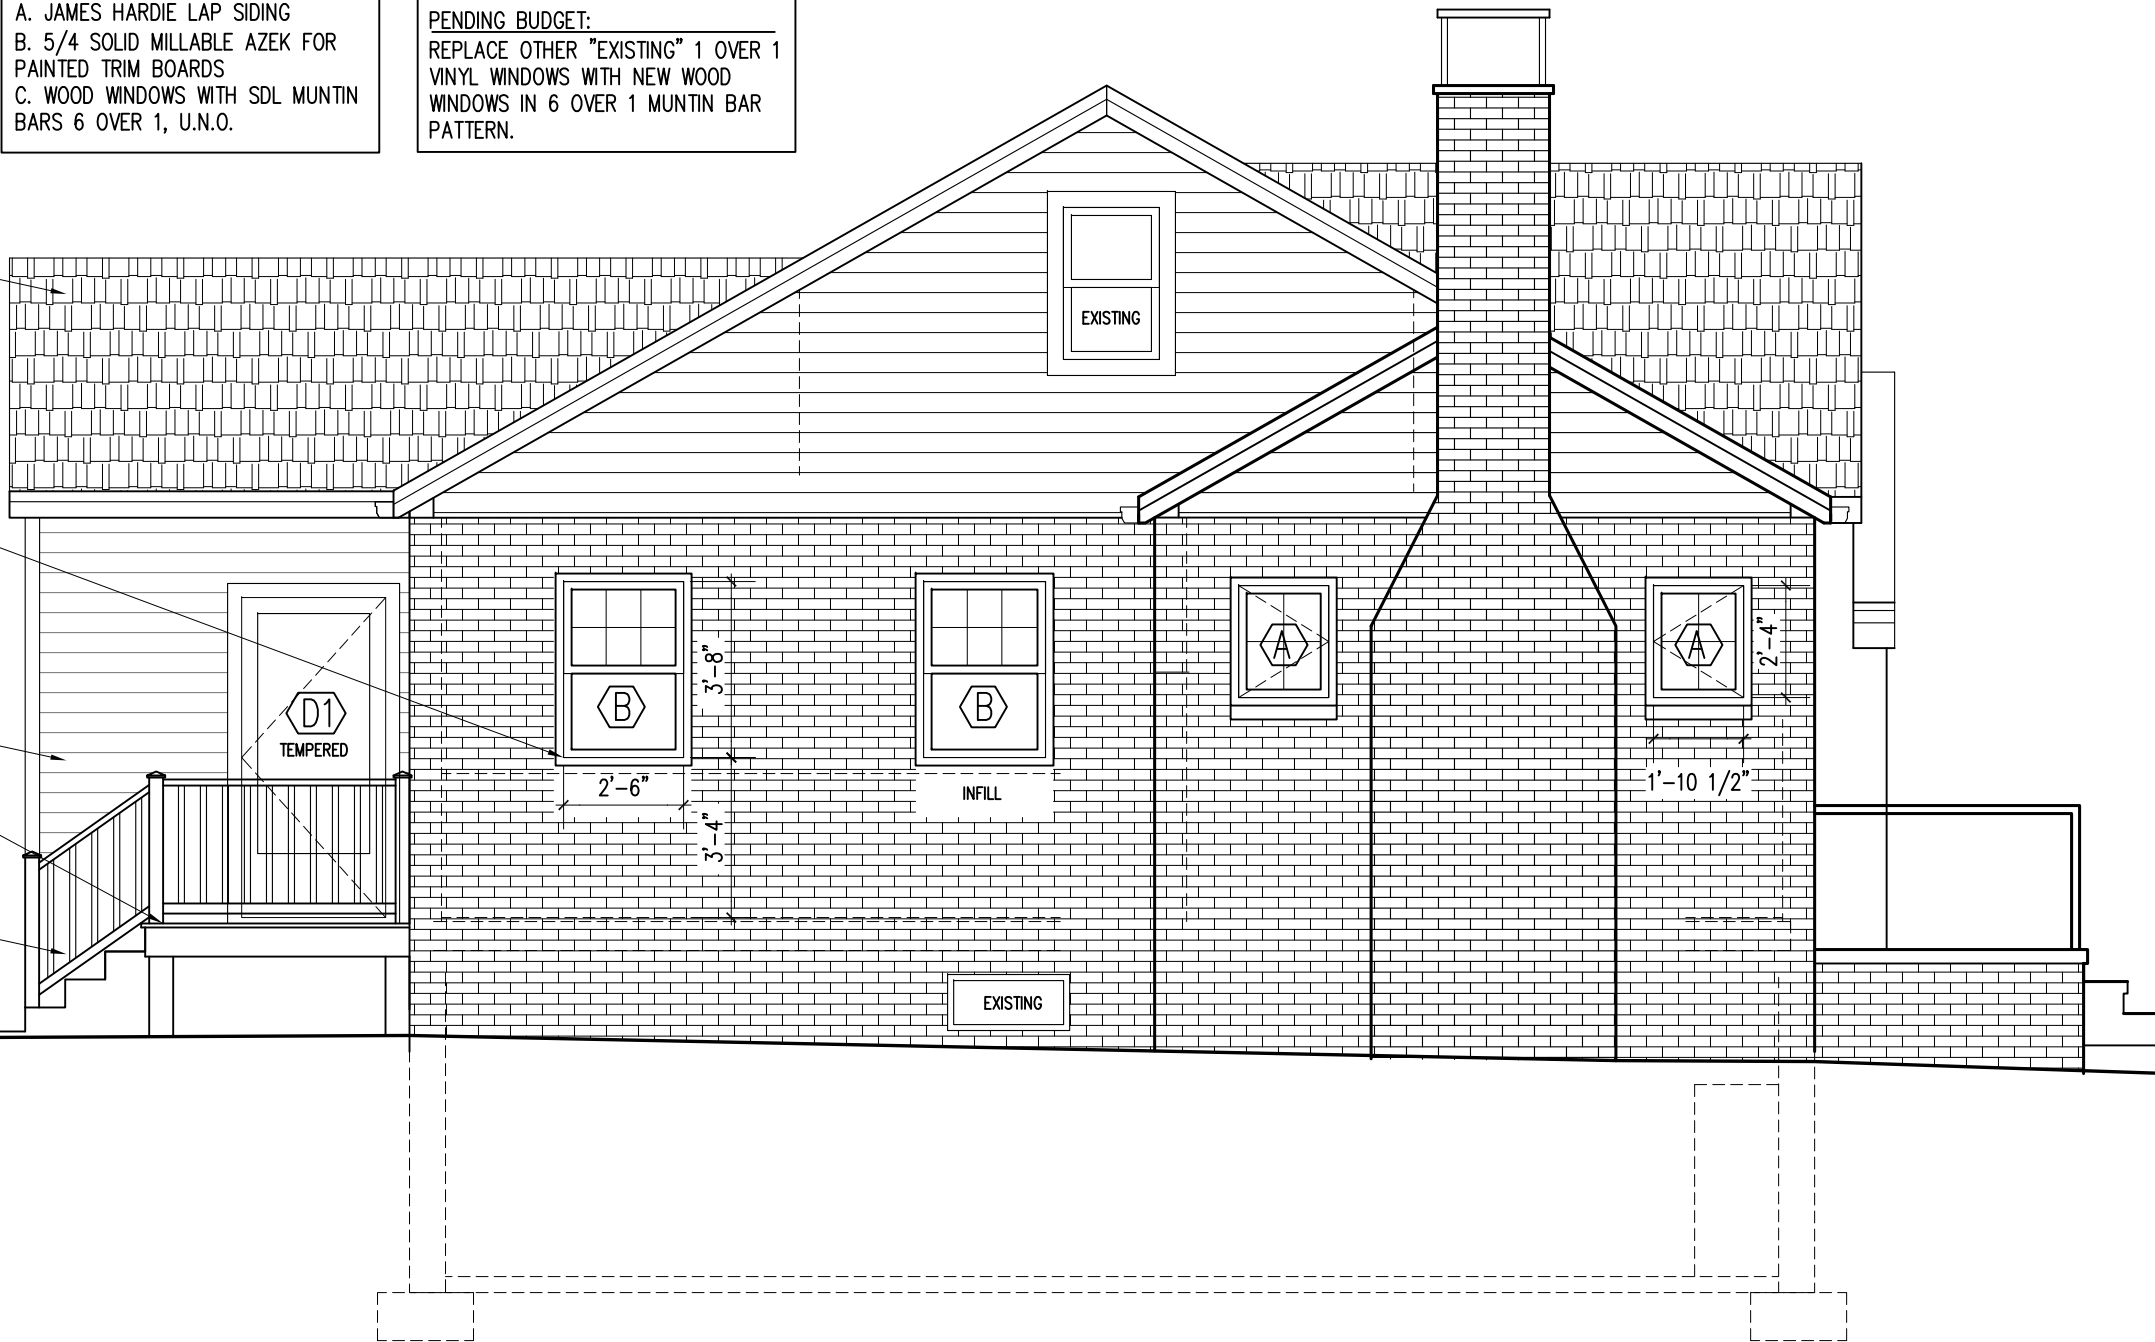 A. JAMES HARDIE LAP SIDING
B. 5/4 SOLID MILLABLE AZEK FOR
PAINTED TRIM BOARDS
C. WOOD WINDOWS WITH SDL MUNTIN
BARS 6 OVER 1, U.N.O.
PENDING BUDGET:
REPLACE OTHER "EXISTING" 1 OVER 1
VINYL WINDOWS WITH NEW WOOD
WINDOWS IN 6 OVER 1 MUNTIN BAR
PATTERN.
EXISTING
D1
TEMPERED
B
3'-8"
2'-6"
3'-4"
B
INFILL
A
A
2'-4"
1'-10 1/2"
EXISTING